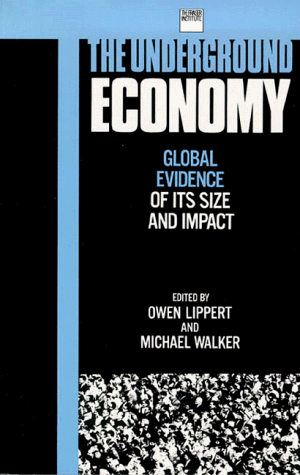 THE FRASER
INSTITUTE
THE UNDERGROUND
ECONOMY
GLOBAL
EVIDENCE
OF ITS SIZE
AND IMPACT
EDITED BY
OWEN LIPPERT
AND
MICHAEL WALKER